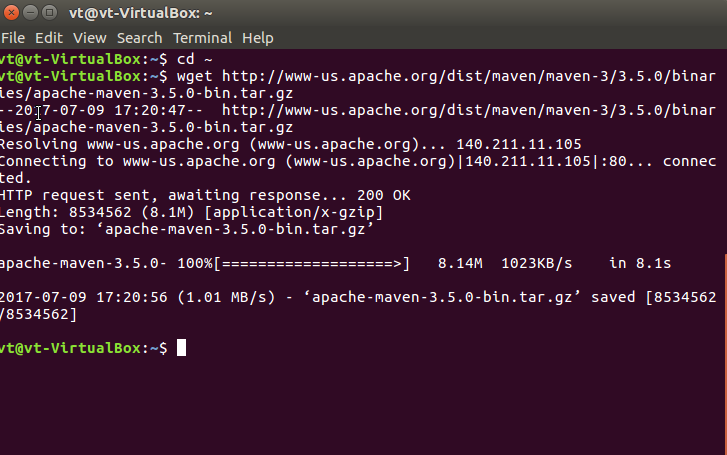 vt@vt-VirtualBox: ~
File Edit View Search Terminal Help
vt@vt-VirtualBox:~$ cd ~
vt@vt-VirtualBox:~$ wget http://www-us.apache.org/dist/maven/maven-3/3.5.0/binar
ies/apache-maven-3.5.0-bin.tar.gz
--2017-07-09 17:20:47--  http://www-us.apache.org/dist/maven/maven-3/3.5.0/binar
ies/apache-maven-3.5.0-bin.tar.gz
Resolving www-us.apache.org (www-us.apache.org)... 140.211.11.105
Connecting to www-us.apache.org (www-us.apache.org)|140.211.11.105|:80... connec
ted.
HTTP request sent, awaiting response... 200 OK
Length: 8534562 (8.1M) [application/x-gzip]
Saving to: ‘apache-maven-3.5.0-bin.tar.gz’
apache-maven-3.5.0- 100%[===================>]   8.14M  1023KB/s    in 8.1s
2017-07-09 17:20:56 (1.01 MB/s) - ‘apache-maven-3.5.0-bin.tar.gz’ saved [8534562
/8534562]
vt@vt-VirtualBox:~$